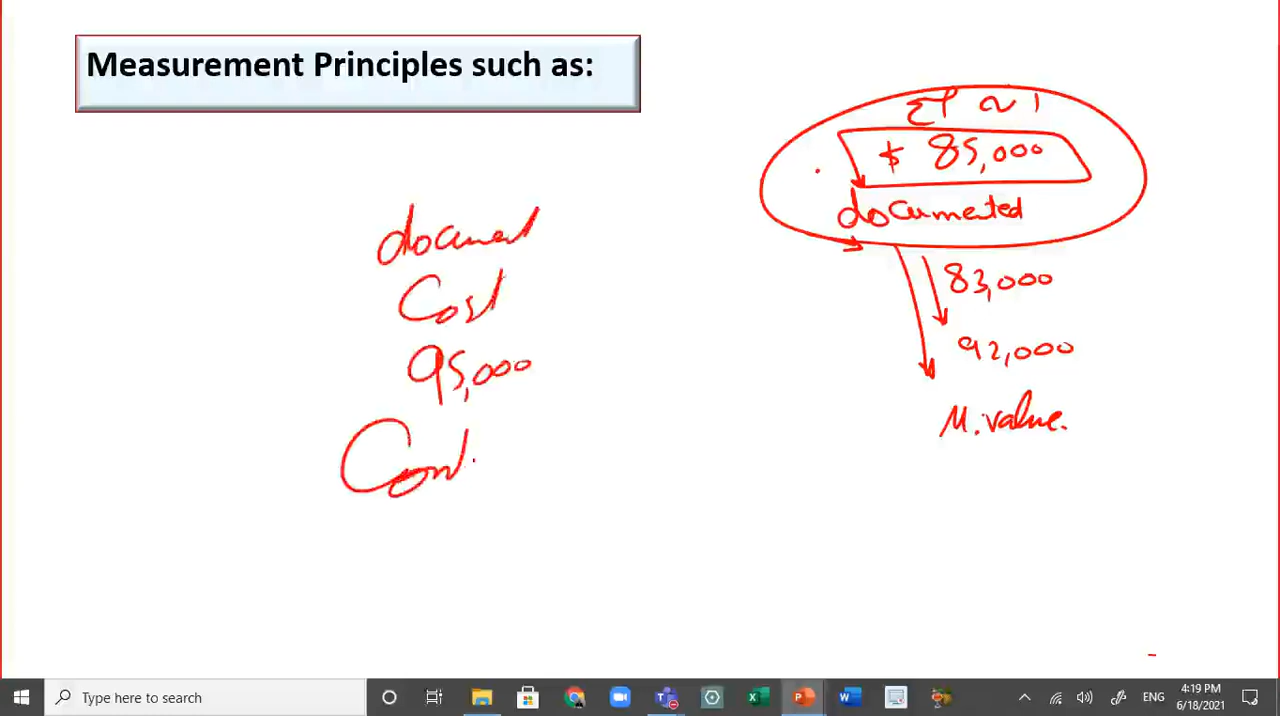 Measurement Principles such as:
$ 85,000
documented
83,000
92,000
M.value.
document
Cost
95,000
Type here to search
ENG
4:19 PM
6/18/2021